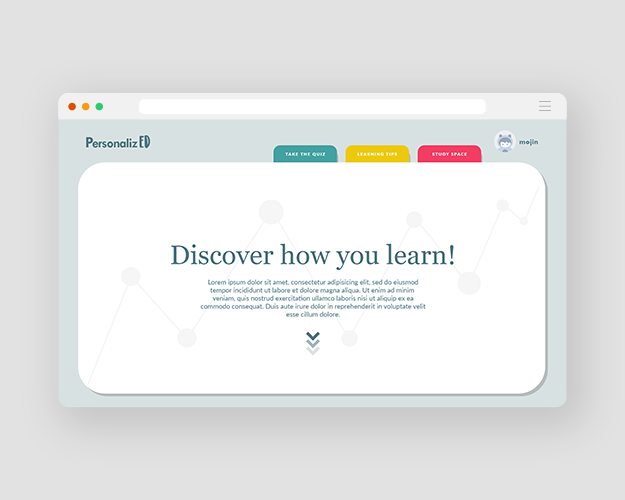 PersonalizED
TAKE THE QUIZ
LEARNING TIPS
STUDY SPACE
mojin
Discover how you learn!
Lorem ipsum dolor sit amet, consectetur adipisicing elit, sed do eiusmod
tempor incididunt ut labore et dolore magna aliqua. Ut enim ad minim
veniam, quis nostrud exercitation ullamco laboris nisi ut aliquip ex ea
commodo consequat. Duis aute irure dolor in reprehenderit in voluptate velit
esse cillum dolore.